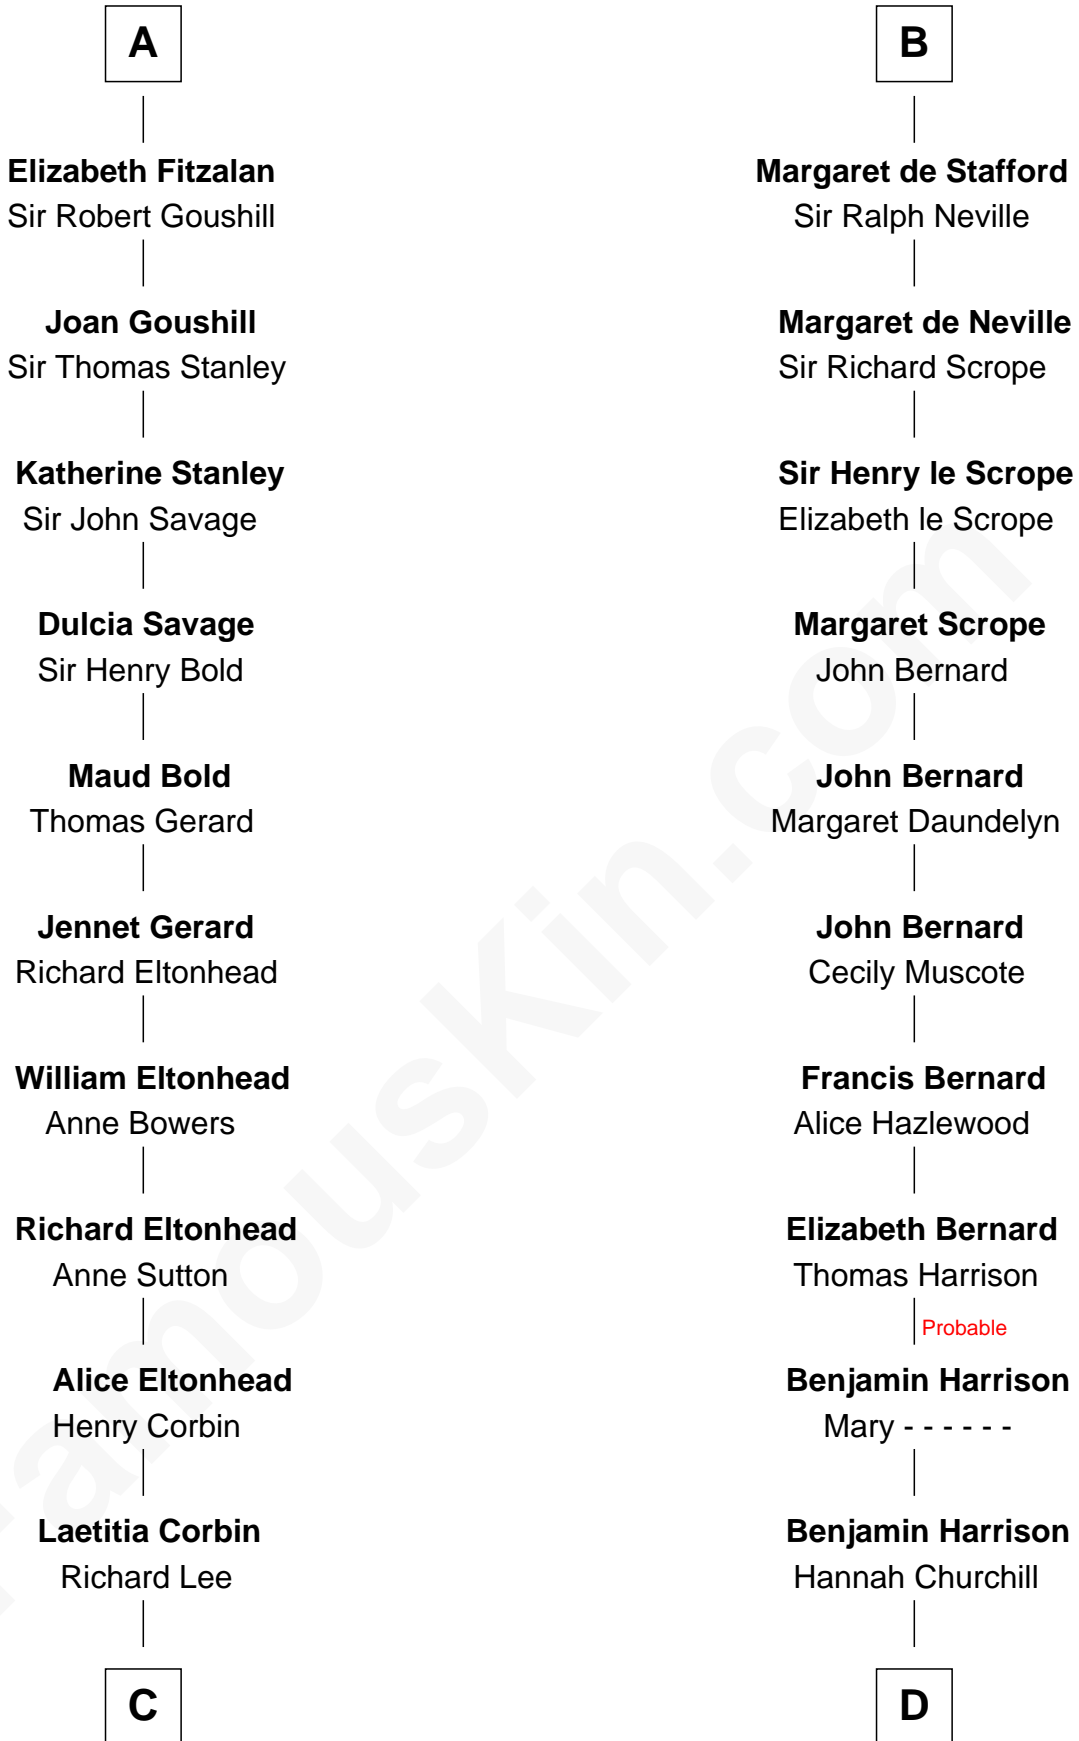 A
Elizabeth Fitzalan
Sir Robert Goushill
Joan Goushill
Sir Thomas Stanley
Katherine Stanley
Sir John Savage
Dulcia Savage
Sir Henry Bold
Maud Bold
Thomas Gerard
Jennet Gerard
Richard Eltonhead
William Eltonhead
Anne Bowers
Richard Eltonhead
Anne Sutton
Alice Eltonhead
Henry Corbin
Laetitia Corbin
Richard Lee
C
B
Margaret de Stafford
Sir Ralph Neville
Margaret de Neville
Sir Richard Scrope
Sir Henry le Scrope
Elizabeth le Scrope
Margaret Scrope
John Bernard
John Bernard
Margaret Daundelyn
John Bernard
Cecily Muscote
Francis Bernard
Alice Hazlewood
Elizabeth Bernard
Thomas Harrison
Probable
Benjamin Harrison
Mary - - - - - -
Benjamin Harrison
Hannah Churchill
D
FamousKin.com